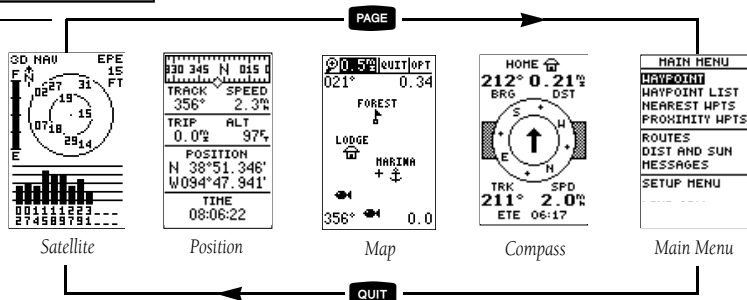 PAGE
3D NAV EPE
F N 15
FT
02 27 31
19
15
07 18
29 14
E
001111223___
274589791___
Satellite
330 345 N 015 0
TRACK SPEED
356° 2.3
TRIP ALT
0.0 97
POSITION
N 38°51.346'
W094°47.941'
TIME
08:06:22
Position
0.5 QUIT OPT
021° 0.34
FOREST
LODGE
MARINA
356° 0.0
Map
HOME
212° 0.21
BRG DST
S
W
E
N
TRK SPD
211° 2.0
ETE 06:17
Compass
MAIN MENU
WAYPOINT
WAYPOINT LIST
NEAREST WPTS
PROXIMITY WPTS
ROUTES
DIST AND SUN
MESSAGES
SETUP MENU
Main Menu
QUIT